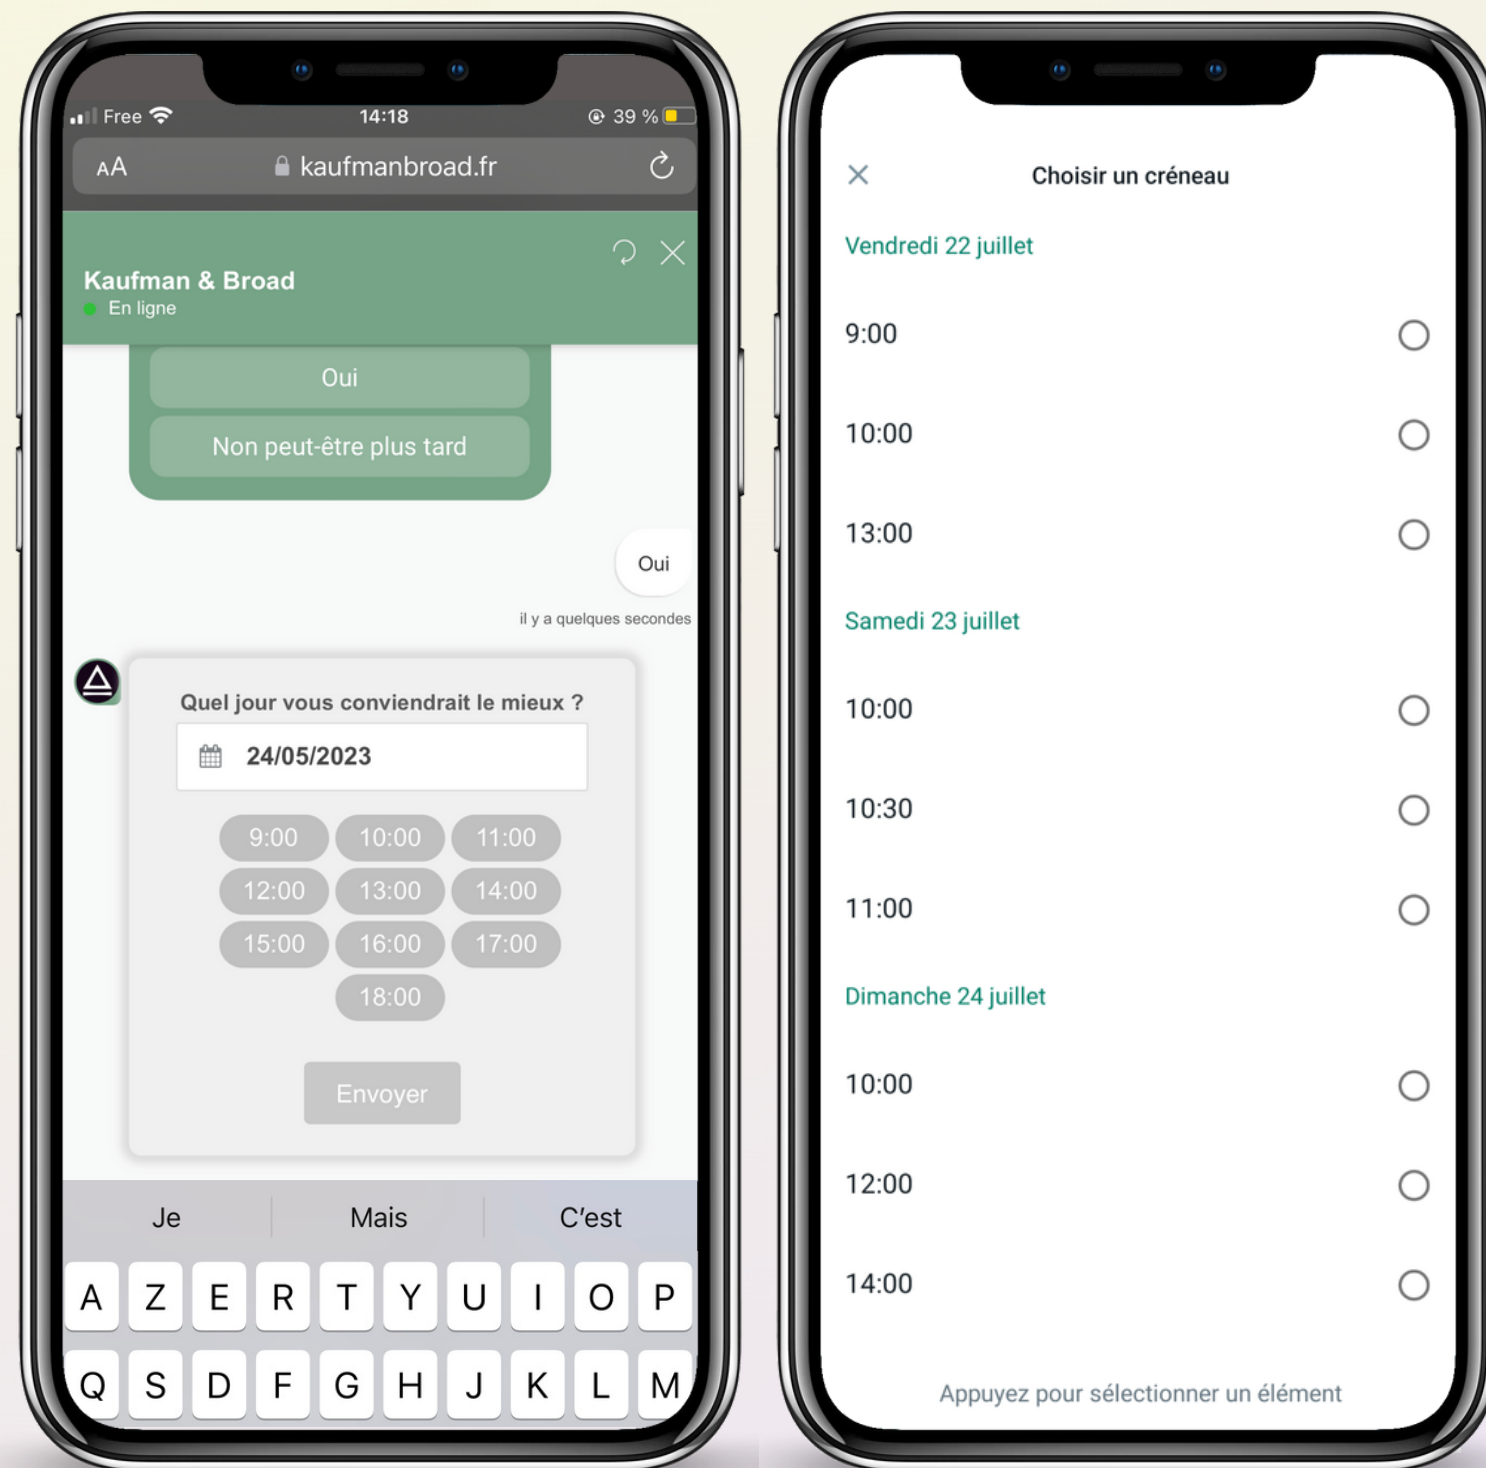 Free 14:18 39 %
AA kaufmanbroad.fr
Kaufman & Broad
En ligne
Oui
Non peut-être plus tard
Oui
il y a quelques secondes
Quel jour vous conviendrait le mieux ?
24/05/2023
9:00 10:00 11:00
12:00 13:00 14:00
15:00 16:00 17:00
18:00
Envoyer
Je Mais C'est
A Z E R T Y U I O P
Q S D F G H J K L M
Choisir un créneau
Vendredi 22 juillet
9:00
10:00
13:00
Samedi 23 juillet
10:00
10:30
11:00
Dimanche 24 juillet
10:00
12:00
14:00
Appuyez pour sélectionner un élément